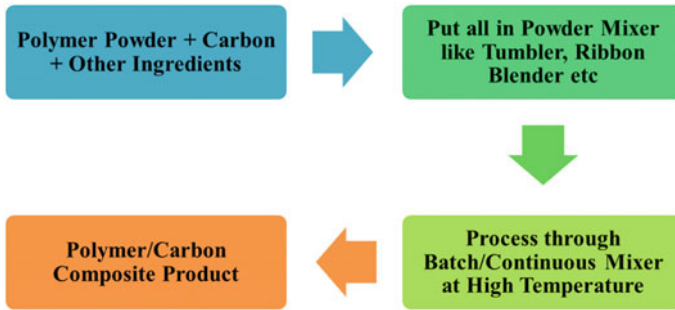 Polymer Powder + Carbon
+ Other Ingredients
Put all in Powder Mixer
like Tumbler, Ribbon
Blender etc
Process through
Batch/Continuous Mixer
at High Temperature
Polymer/Carbon
Composite Product